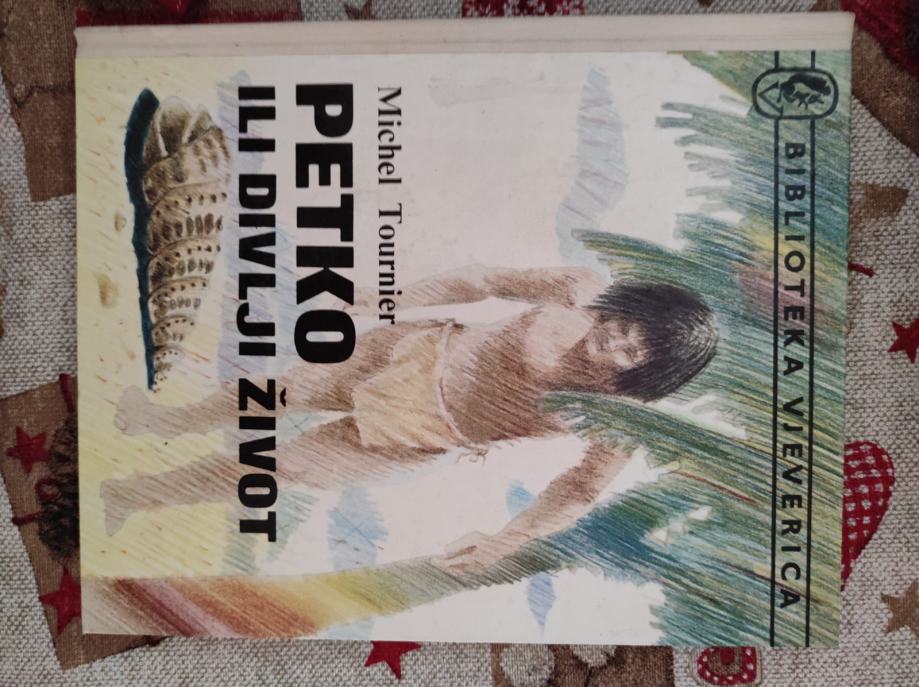 BIBLIOTEKA VJEVERICA
Michel Tournier
PETKO
ILI DIVLJI ŽIVOT